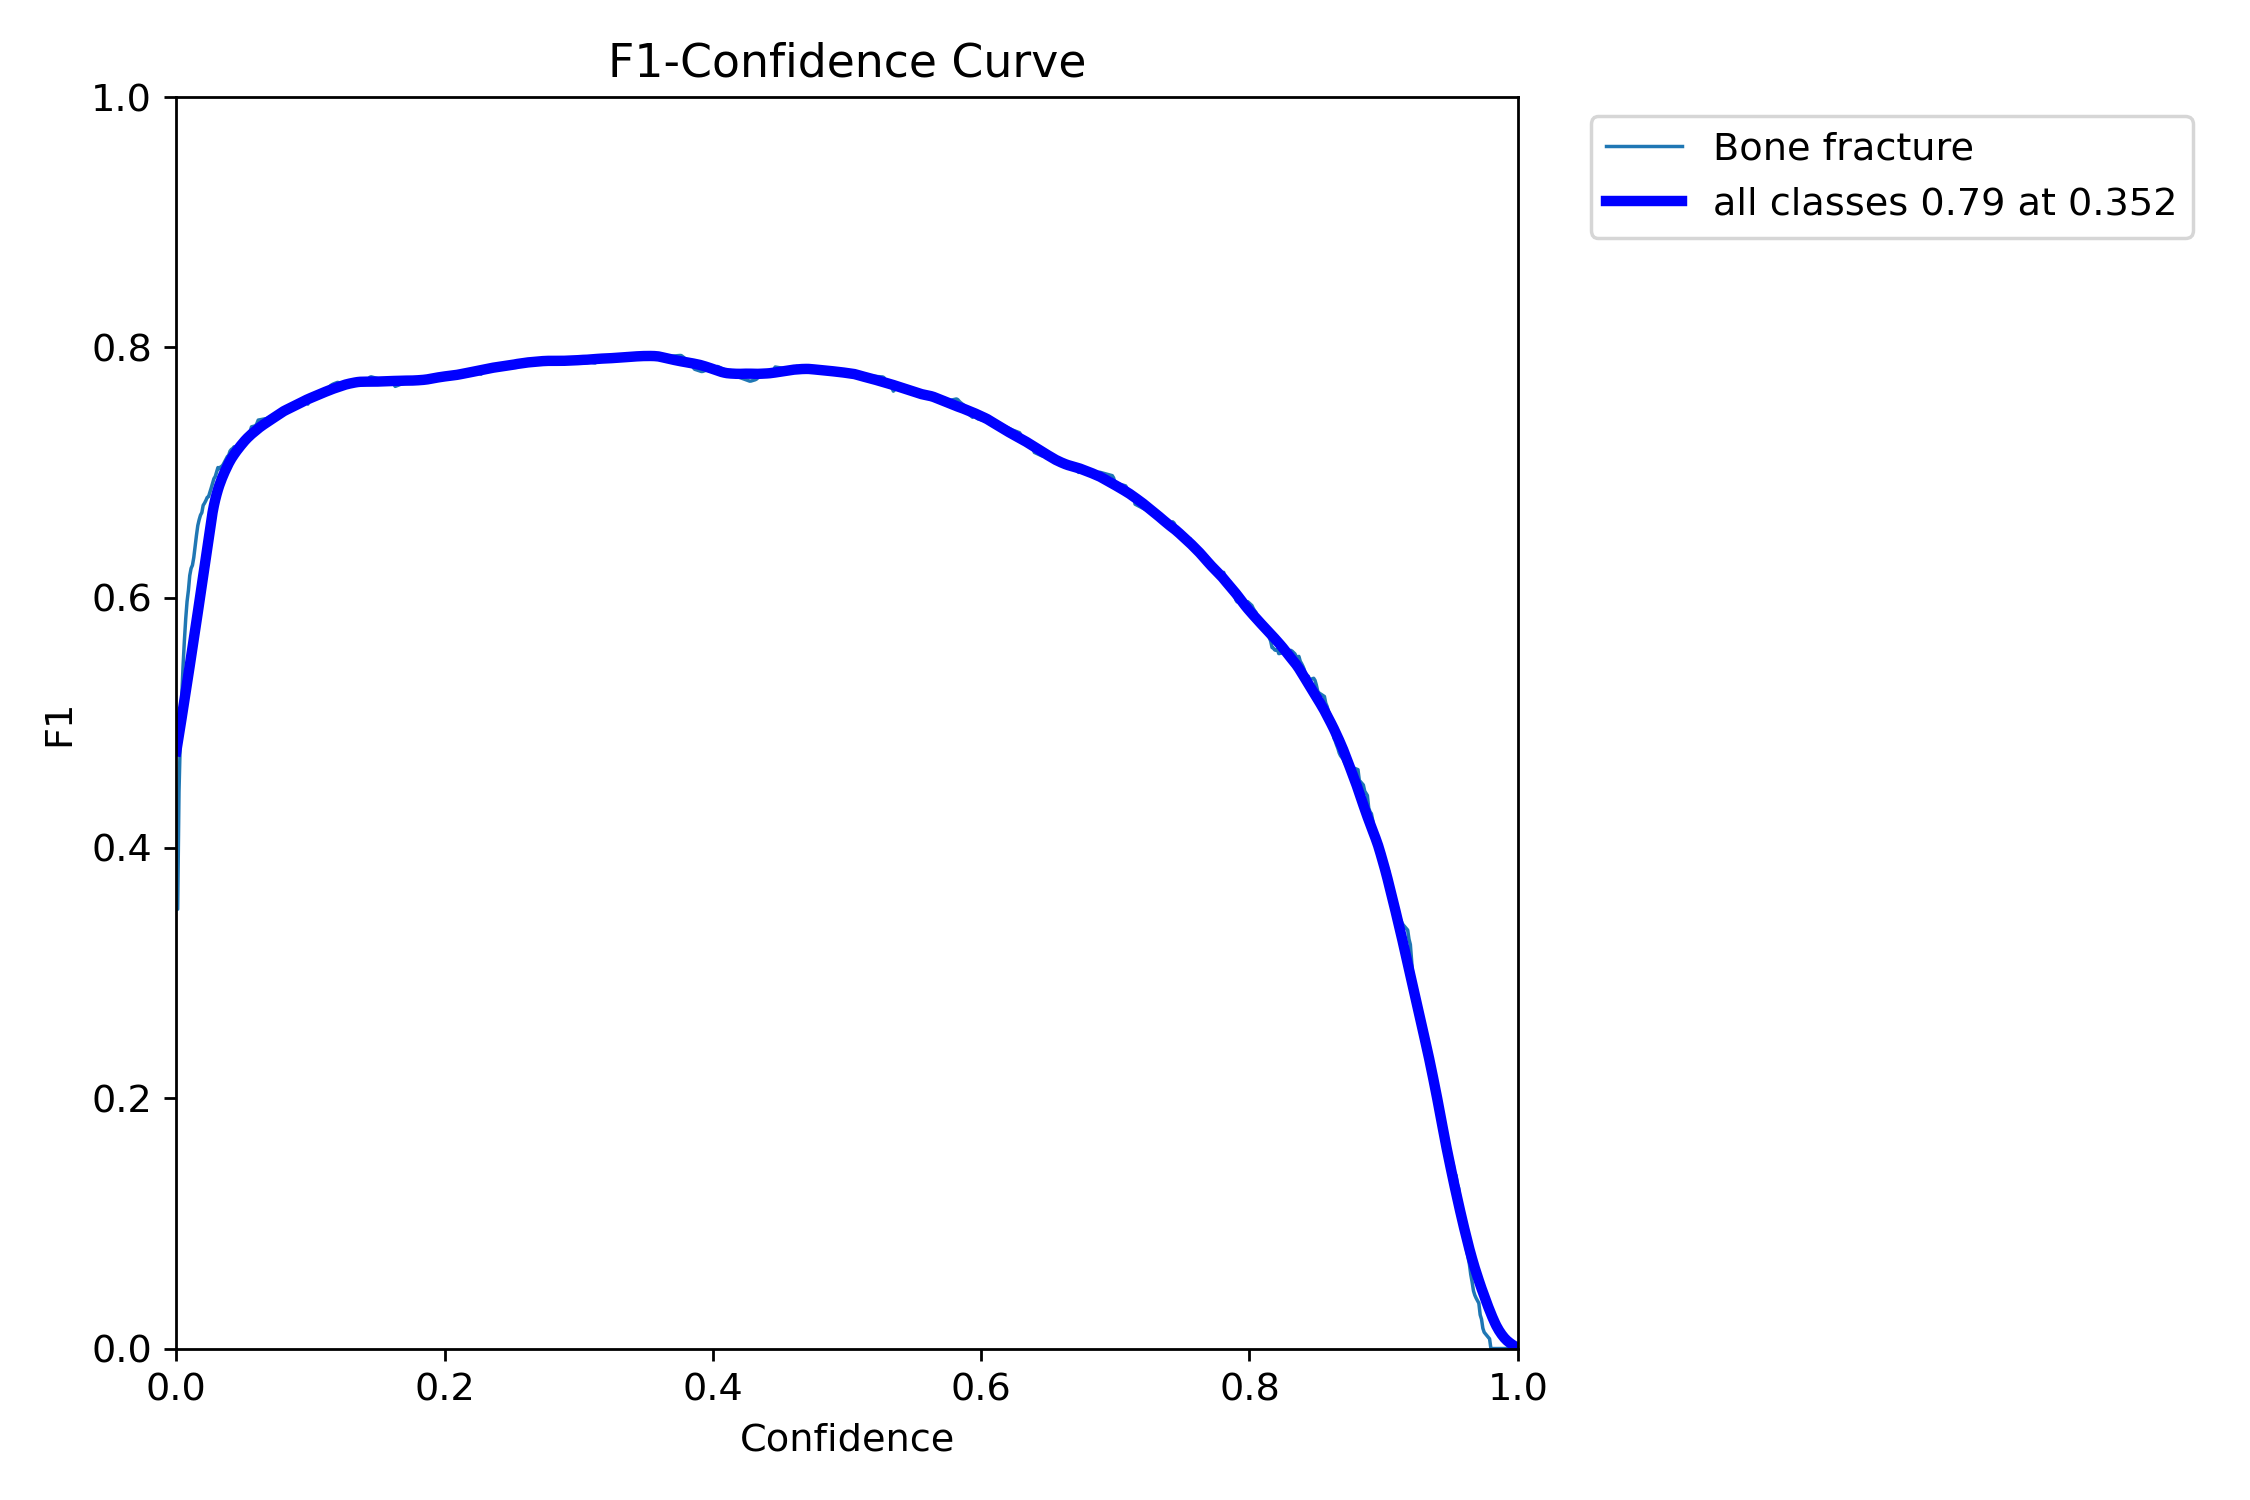 F1-Confidence Curve
1.0
0.8
0.6
0.4
0.2
0.0
F1
0.0 0.2 0.4 0.6 0.8 1.0
Confidence
Bone fracture
all classes 0.79 at 0.352